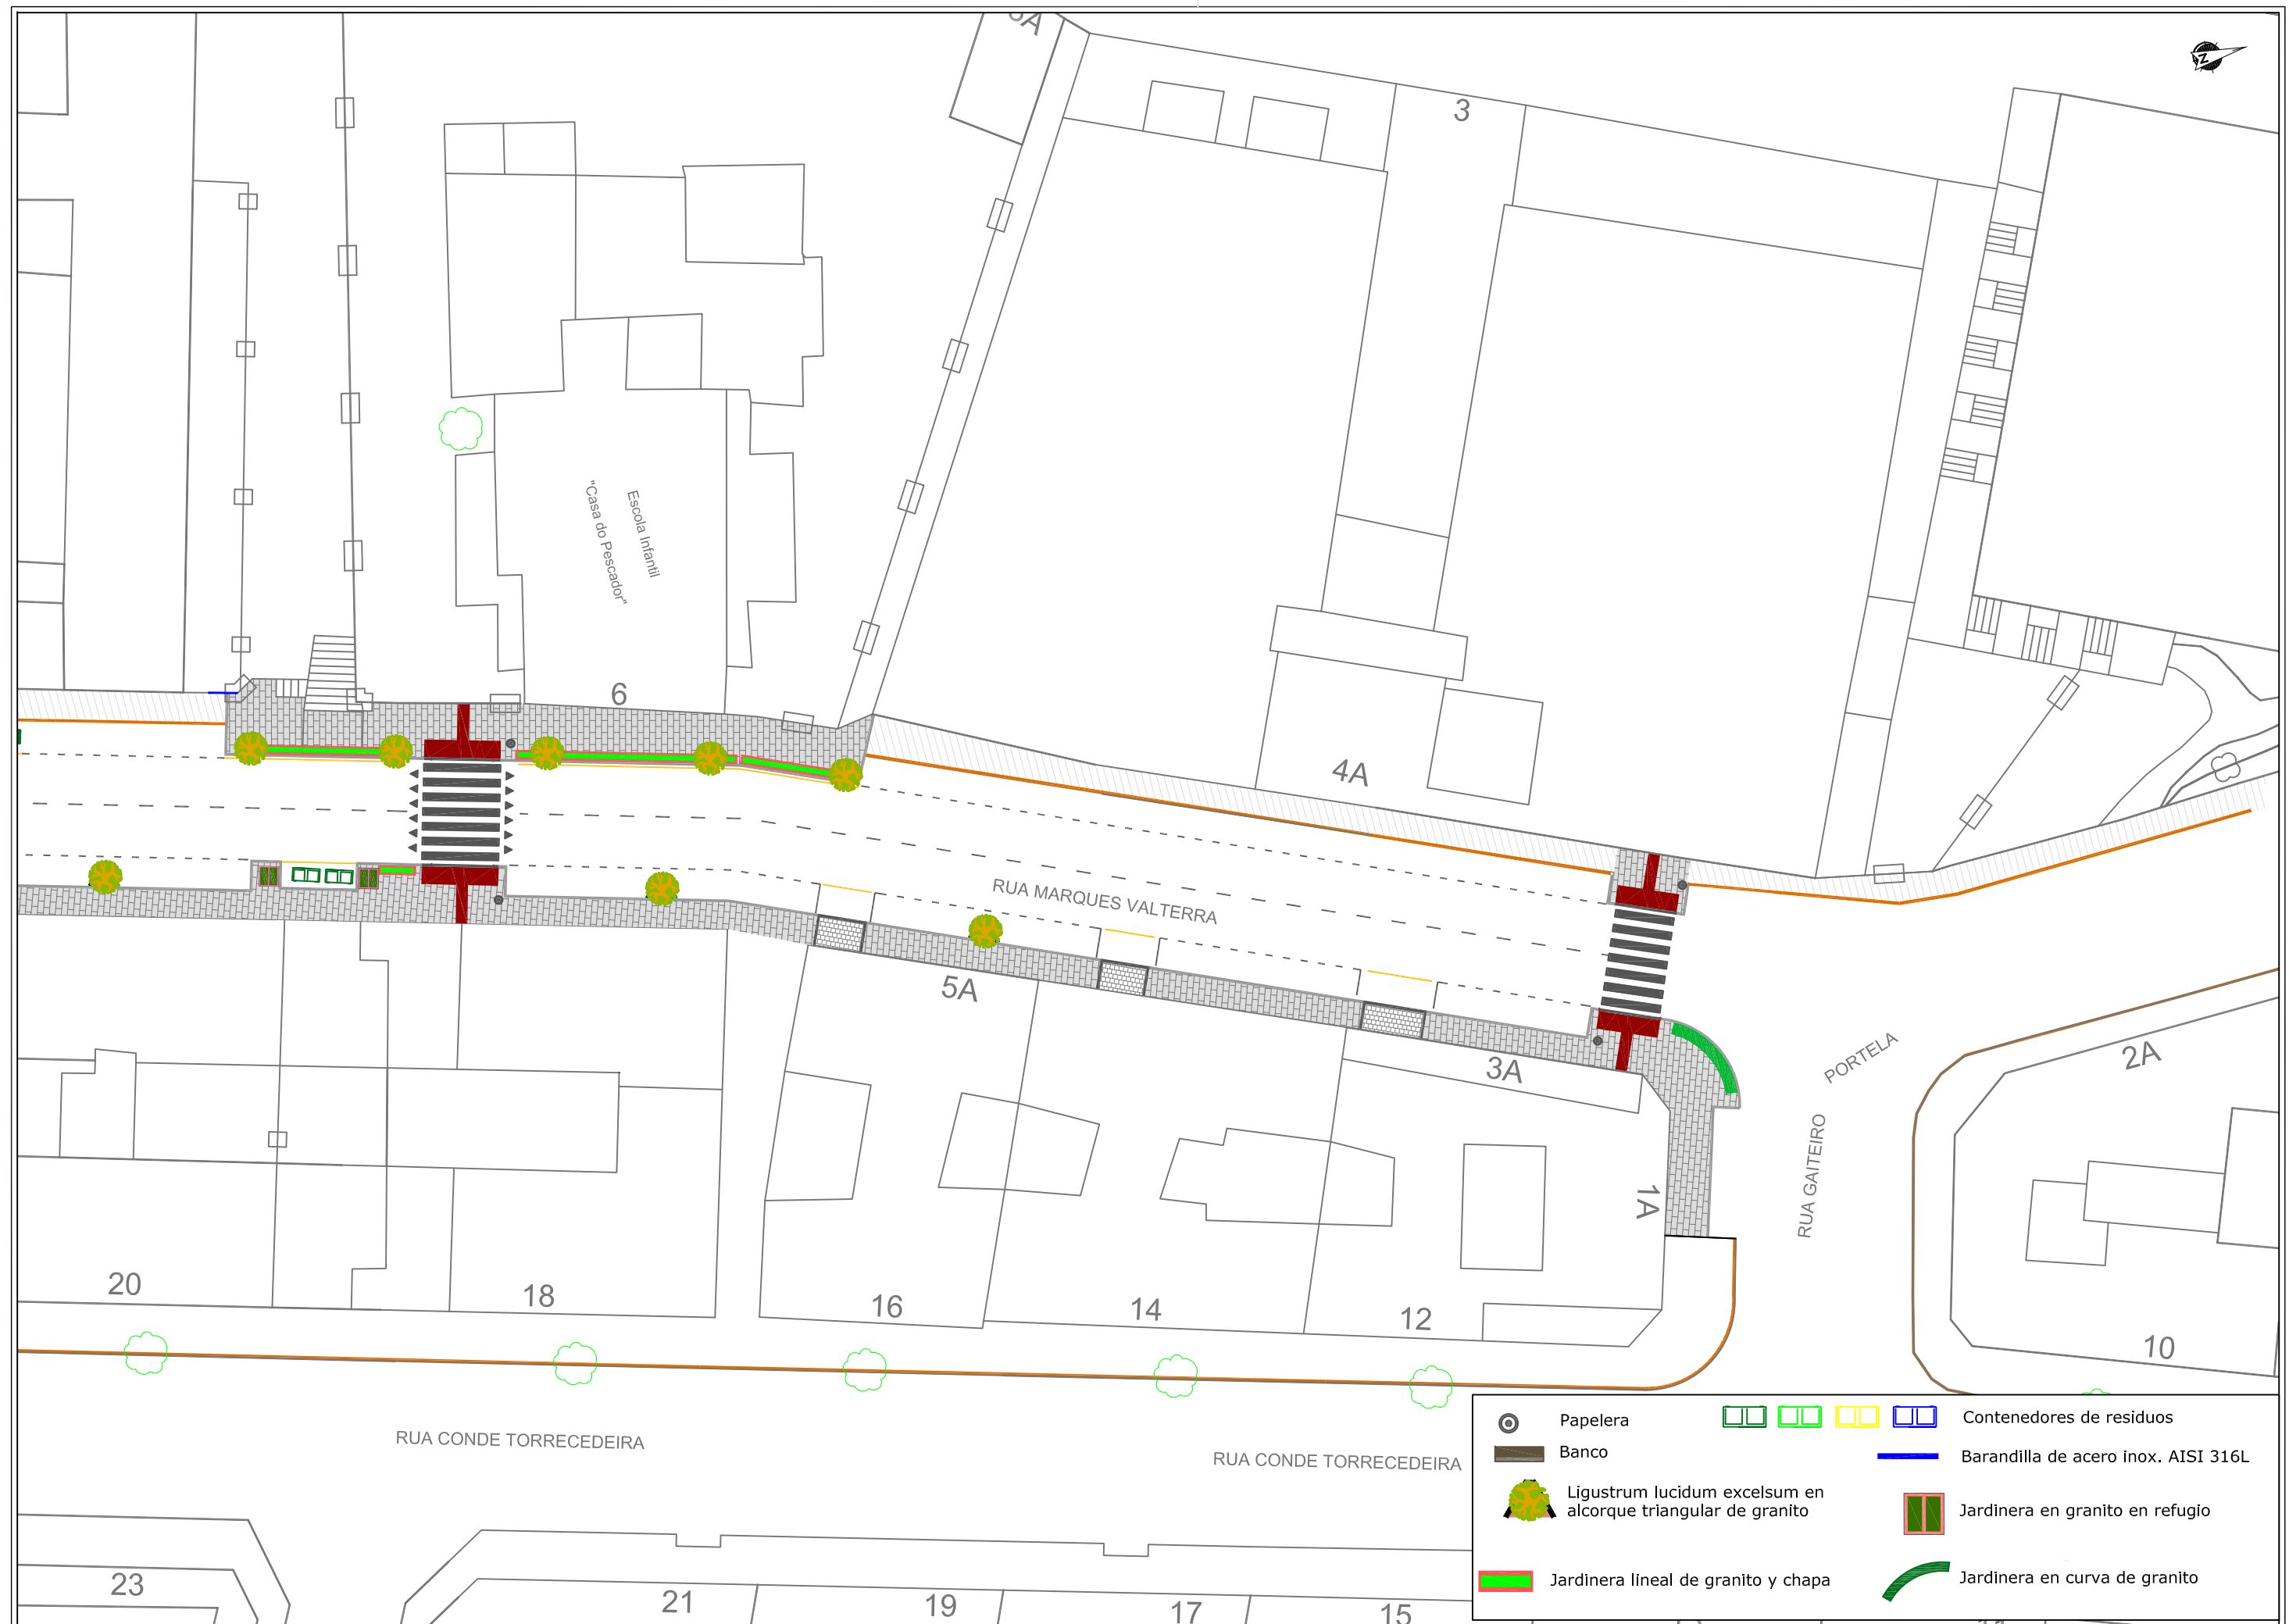 N
3
"Casa do Pescador"
Escola Infantil
6
4A
RUA MARQUES VALTERRA
5A
3A
PORTELA
2A
RUA GAITEIRO
1A
20
18
16
14
12
10
RUA CONDE TORRECEDEIRA
RUA CONDE TORRECEDEIRA
23
21
19
17
15
Papelera
Contenedores de residuos
Banco
Barandilla de acero inox. AISI 316L
Ligustrum lucidum excelsum en
alcorque triangular de granito
Jardinera en granito en refugio
Jardinera lineal de granito y chapa
Jardinera en curva de granito